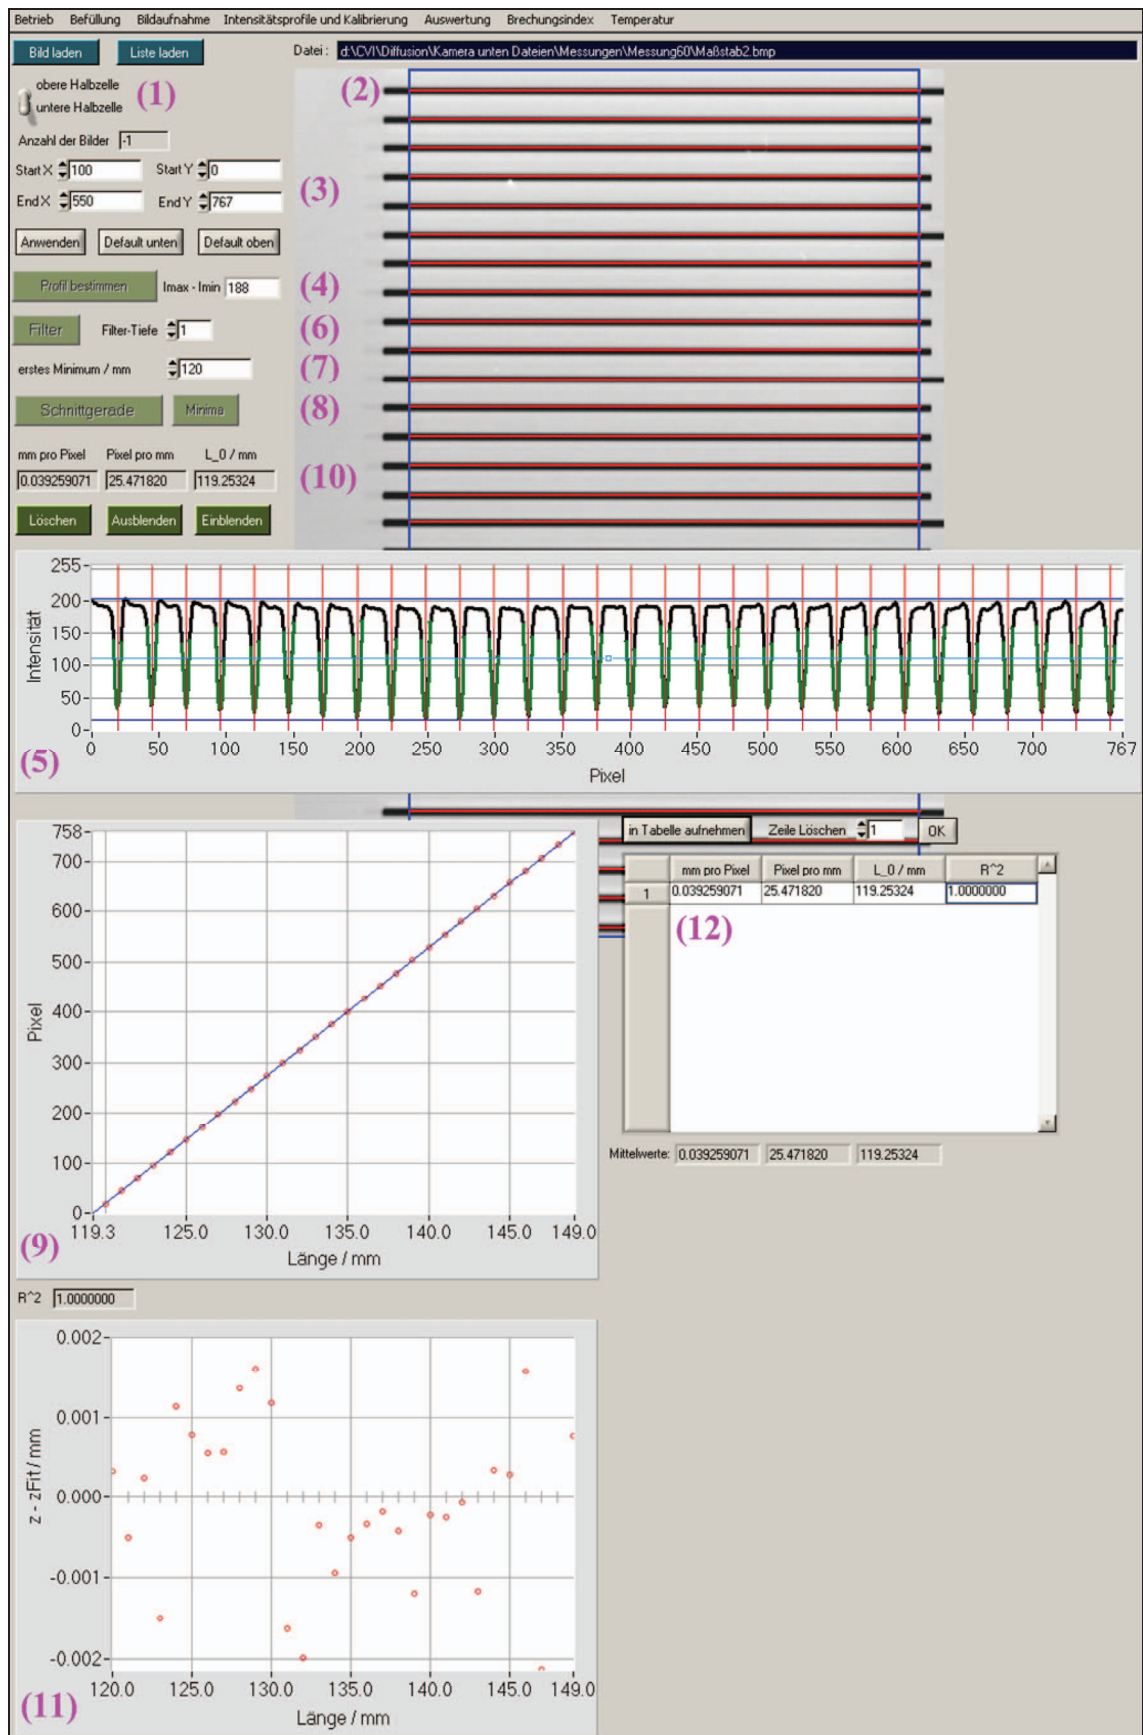 Betrieb Befüllung Bildaufnahme Intensitätsprofile und Kalibrierung Auswertung Brechungsindex Temperatur
Bild laden Liste laden Datei : d:\CVI\Diffusion\Kamera unten Dateien\Messungen\Messung60\Maßstab2.bmp
obere Halbzelle
untere Halbzelle
(1)
(2)
Anzahl der Bilder -1
Start X 100 Start Y 0
End X 550 End Y 767
(3)
Anwenden Default unten Default oben
Profil bestimmen Imax - Imin 188
(4)
Filter Filter-Tiefe 1
(6)
erstes Minimum / mm 120
(7)
Schnittgerade Minima
(8)
mm pro Pixel Pixel pro mm L_0 / mm
0.039259071 25.471820 119.25324
(10)
Löschen Ausblenden Einblenden
255
200
150
100
50
0
Intensität
0 50 100 150 200 250 300 350 400 450 500 550 600 650 700 767
Pixel
(5)
758
700
600
500
400
300
200
100
0
Pixel
119.3 125.0 130.0 135.0 140.0 145.0 149.0
Länge / mm
(9)
in Tabelle aufnehmen Zeile Löschen 1 OK
mm pro Pixel Pixel pro mm L_0 / mm R^2
1 0.039259071 25.471820 119.25324 1.0000000
(12)
Mittelwerte: 0.039259071 25.471820 119.25324
R^2 1.0000000
0.002
0.001
0.000
-0.001
-0.002
z - zFit / mm
120.0 125.0 130.0 135.0 140.0 145.0 149.0
Länge / mm
(11)